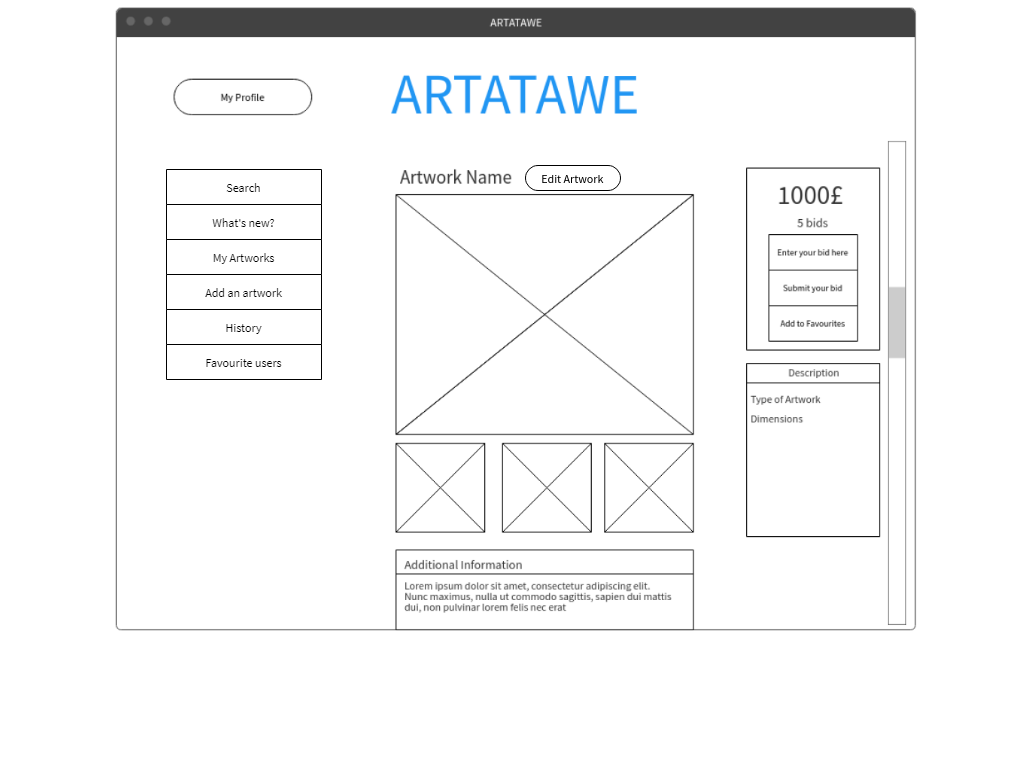 ARTATAWE
My Profile
ARTATAWE
Search
What's new?
My Artworks
Add an artwork
History
Favourite users
Artwork Name
Edit Artwork
Additional Information
Lorem ipsum dolor sit amet, consectetur adipiscing elit.
Nunc maximus, nulla ut commodo sagittis, sapien dui mattis
dui, non pulvinar lorem felis nec erat
1000£
5 bids
Enter your bid here
Submit your bid
Add to Favourites
Description
Type of Artwork
Dimensions